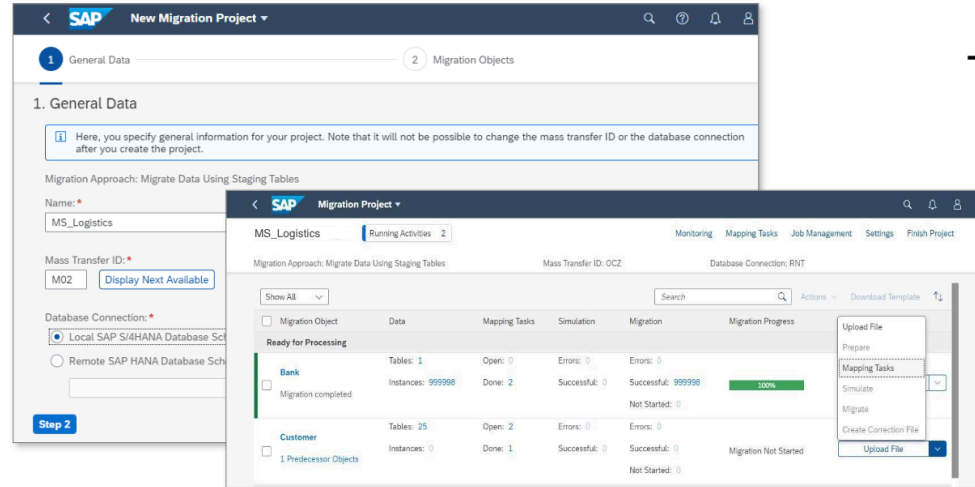 SAP New Migration Project
1 General Data 2 Migration Objects
1. General Data
Here, you specify general information for your project. Note that it will not be possible to change the mass transfer ID or the database connection
after you create the project.
Migration Approach: Migrate Data Using Staging Tables
Name:*
MS_Logistics
Mass Transfer ID:*
M02 Display Next Available
Database Connection:*
Local SAP S/4HANA Database
Remote SAP HANA Database
Step 2
SAP Migration Project
MS_Logistics Running Activities 2 Monitoring Mapping Tasks Job Management Settings Finish Project
Migration Approach: Migrate Data Using Staging Tables Mass Transfer ID: OCZ Database Connection: RNT
Show All Search Actions Download Template
Migration Object Data Mapping Tasks Simulation Migration Migration Progress
Ready for Processing
Bank
Migration completed
Tables: 1 Open: 0 Errors: 0 Errors: 0
Instances: 999998 Done: 2 Successful: 0 Successful: 999998 100%
Not Started: 0
Customer
1 Predecessor Objects
Tables: 25 Open: 2 Errors: 0 Errors: 0
Instances: 0 Done: 1 Successful: 0 Successful: 0 Migration Not Started
Not Started: 0
Upload File
Prepare
Mapping Tasks
Simulate
Migrate
Create Correction File
Upload File